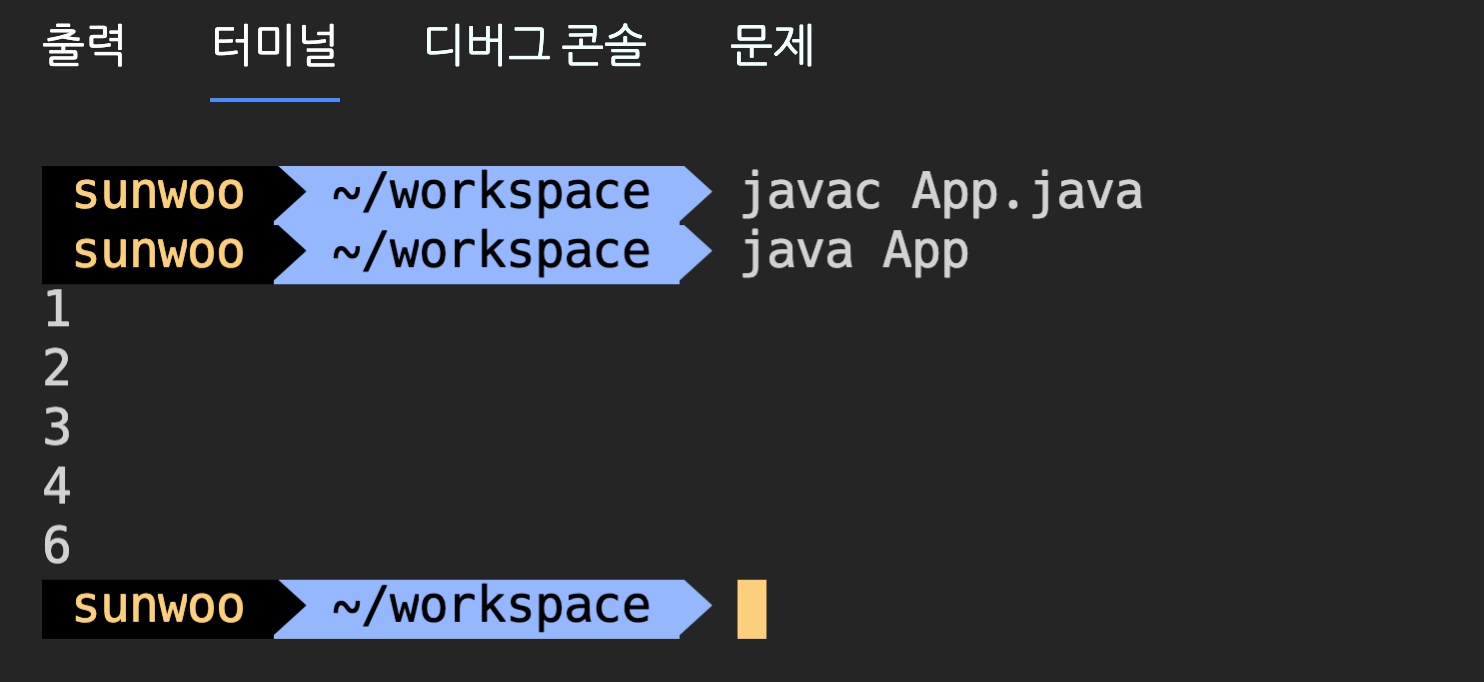 출력 터미널 디버그 콘솔 문제
sunwoo ~/workspace javac App.java
sunwoo ~/workspace java App
1
2
3
4
6
sunwoo ~/workspace